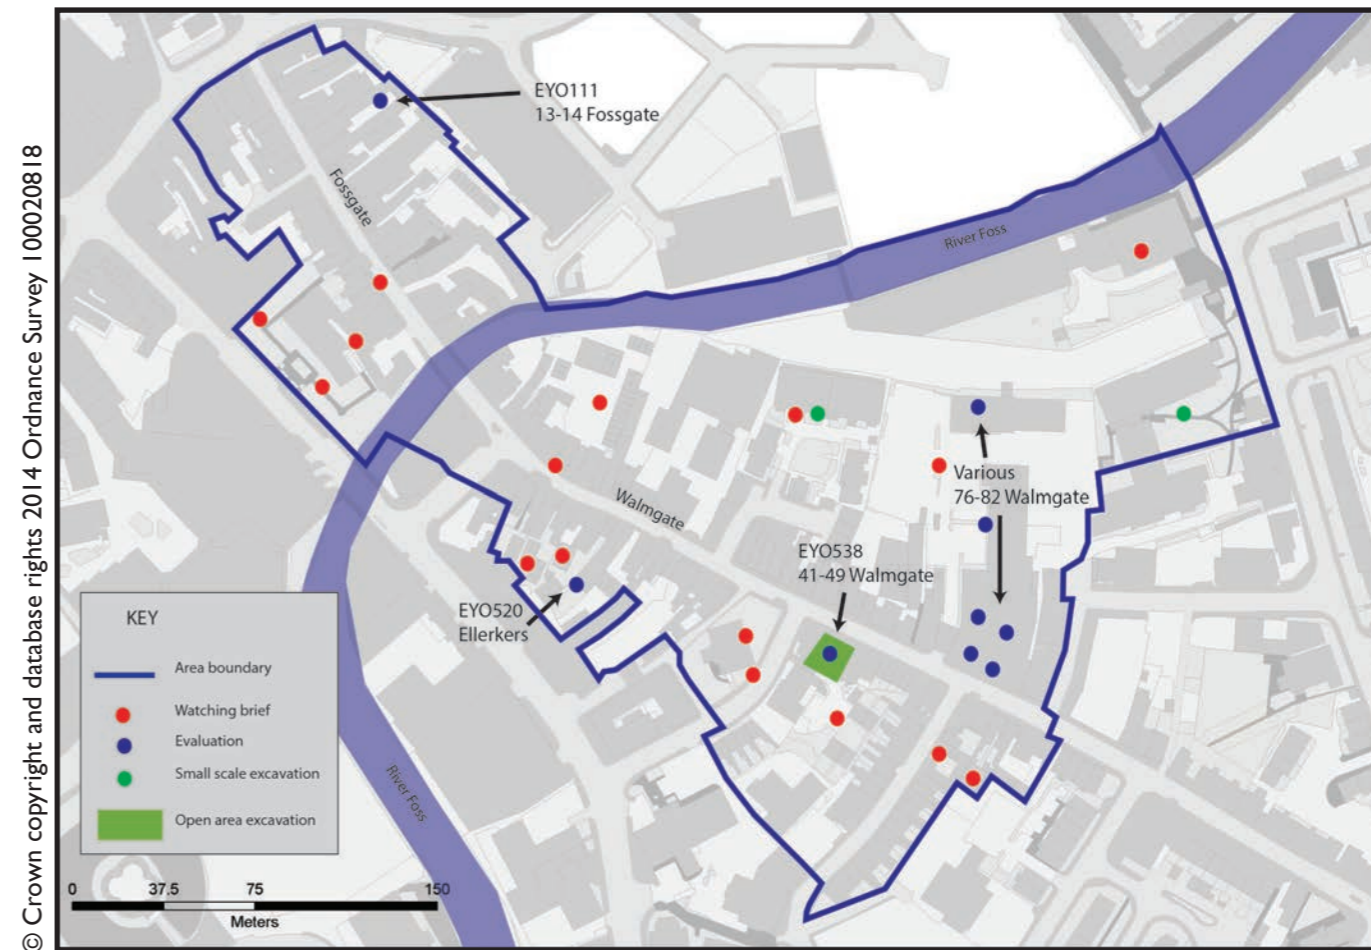 © Crown copyright and database rights 2014 Ordnance Survey 100020818
EYO111
13-14 Fossgate
Fossgate
River Foss
Walmgate
Various
76-82 Walmgate
EYO538
41-49 Walmgate
EYO520
Ellerkers
River Foss
KEY
Area boundary
Watching brief
Evaluation
Small scale excavation
Open area excavation
0 37.5 75 150
Meters